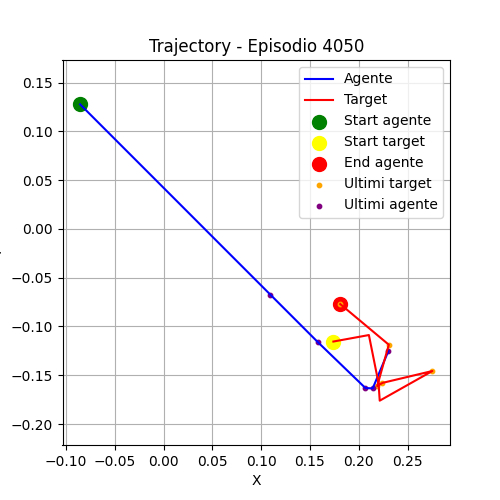 Trajectory - Episodio 4050
Agente
Target
Start agente
Start target
End agente
Ultimi target
Ultimi agente
0.15
0.10
0.05
0.00
−0.05
−0.10
−0.15
−0.20
−0.10
−0.05
0.00
0.05
0.10
0.15
0.20
0.25
X